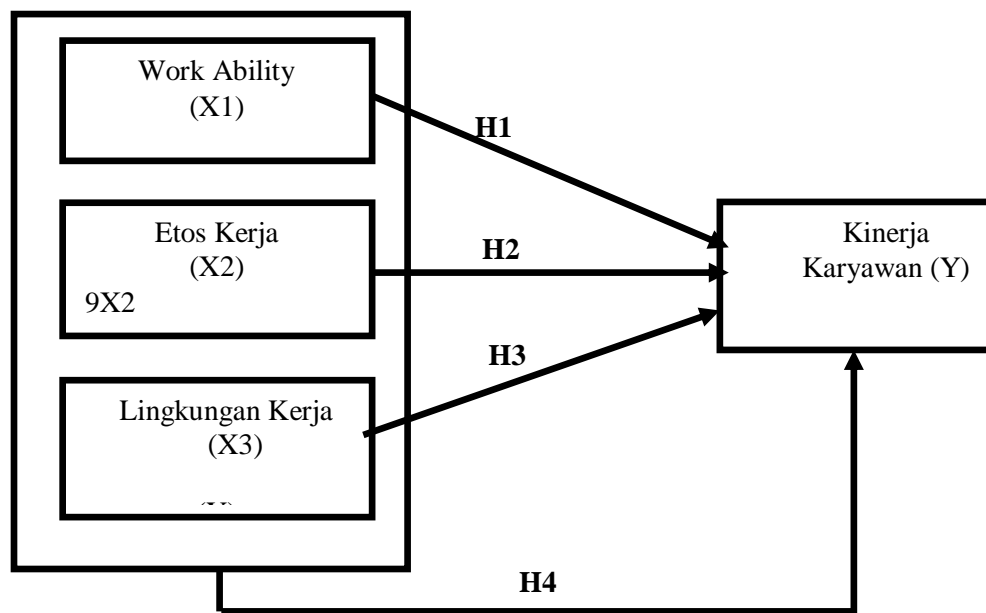 Work Ability
(X1)
H1
Etos Kerja
(X2)
9X2
H2
Kinerja
Karyawan (Y)
H3
Lingkungan Kerja
(X3)
H4